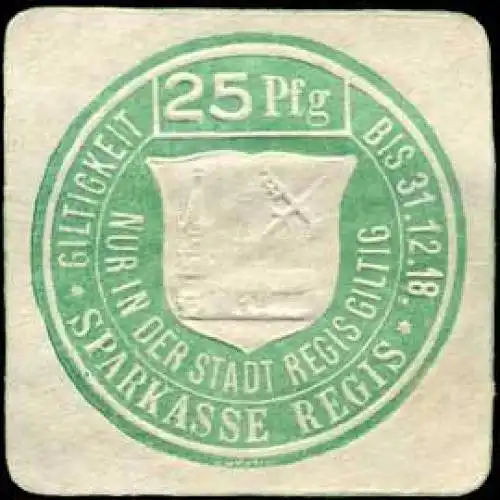 25 Pfg
GILTIGKEIT BIS 31.12.18.
NUR IN DER STADT REGIS GILTIG
* SPARKASSE REGIS *